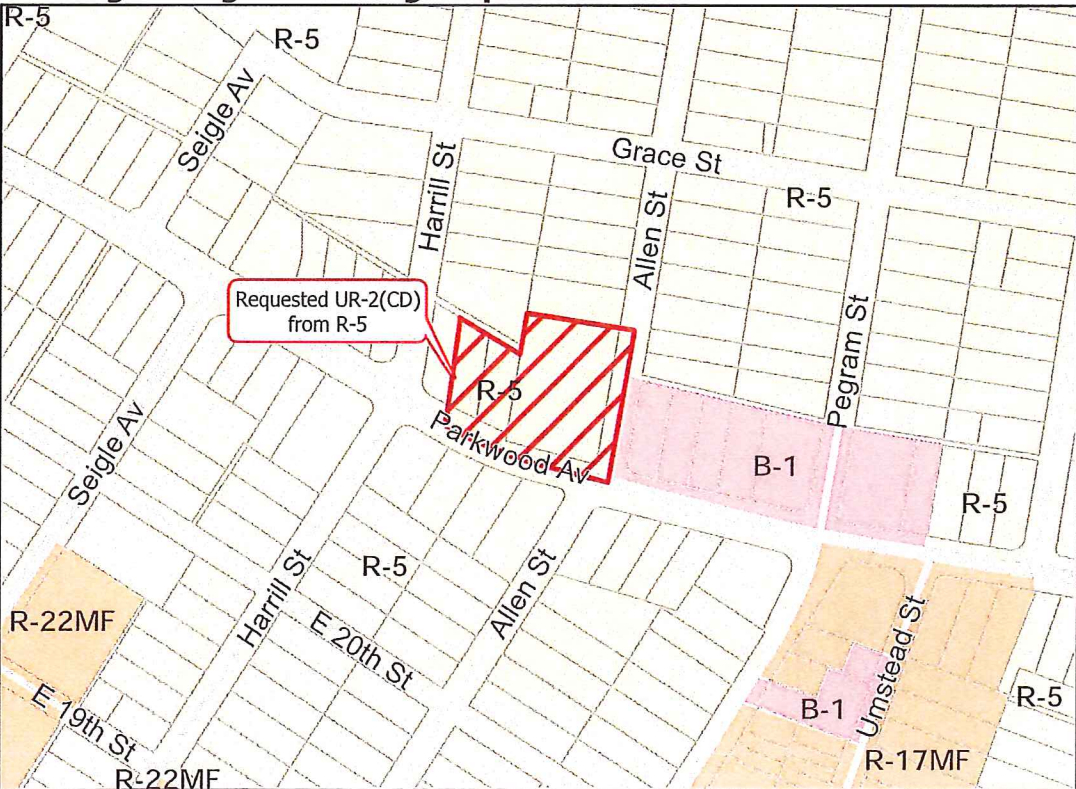 R-5
R-5
Seigle Av
Harrill St
Grace St
Allen St
R-5
Requested UR-2(CD)
from R-5
R-5
Pegram St
Parkwood Av
B-1
R-5
Seigle Av
R-5
Harrill St
Allen St
E 20th St
R-22MF
Umstead St
E 19th St
B-1
R-5
R-17MF
R-22MF